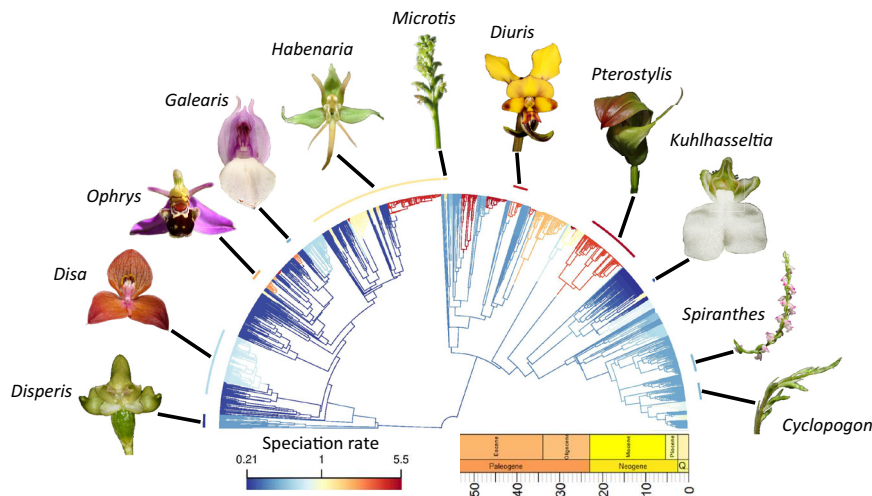 Microtis
Diuris
Habenaria
Pterostylis
Galearis
Kuhlhasseltia
Ophrys
Disa
Spiranthes
Disperis
Cyclopogon
Speciation rate
0.21 1 5.5
Eocene Oligocene Miocene Pliocene
Paleogene Neogene Q.
50 40 30 20 10 0